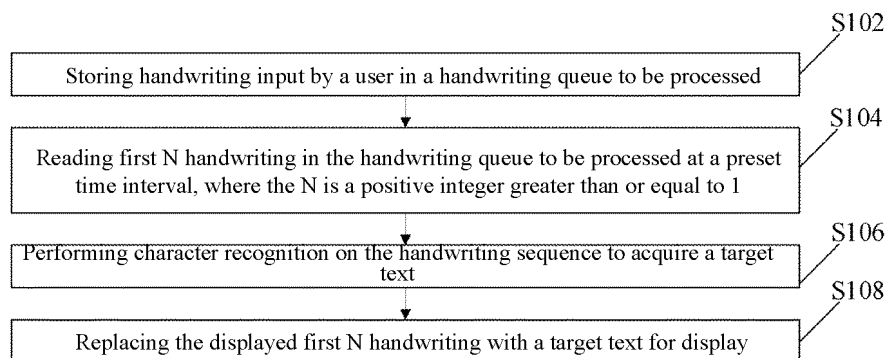 S102
Storing handwriting input by a user in a handwriting queue to be processed
S104
Reading first N handwriting in the handwriting queue to be processed at a preset
time interval, where the N is a positive integer greater than or equal to 1
S106
Performing character recognition on the handwriting sequence to acquire a target
text
S108
Replacing the displayed first N handwriting with a target text for display